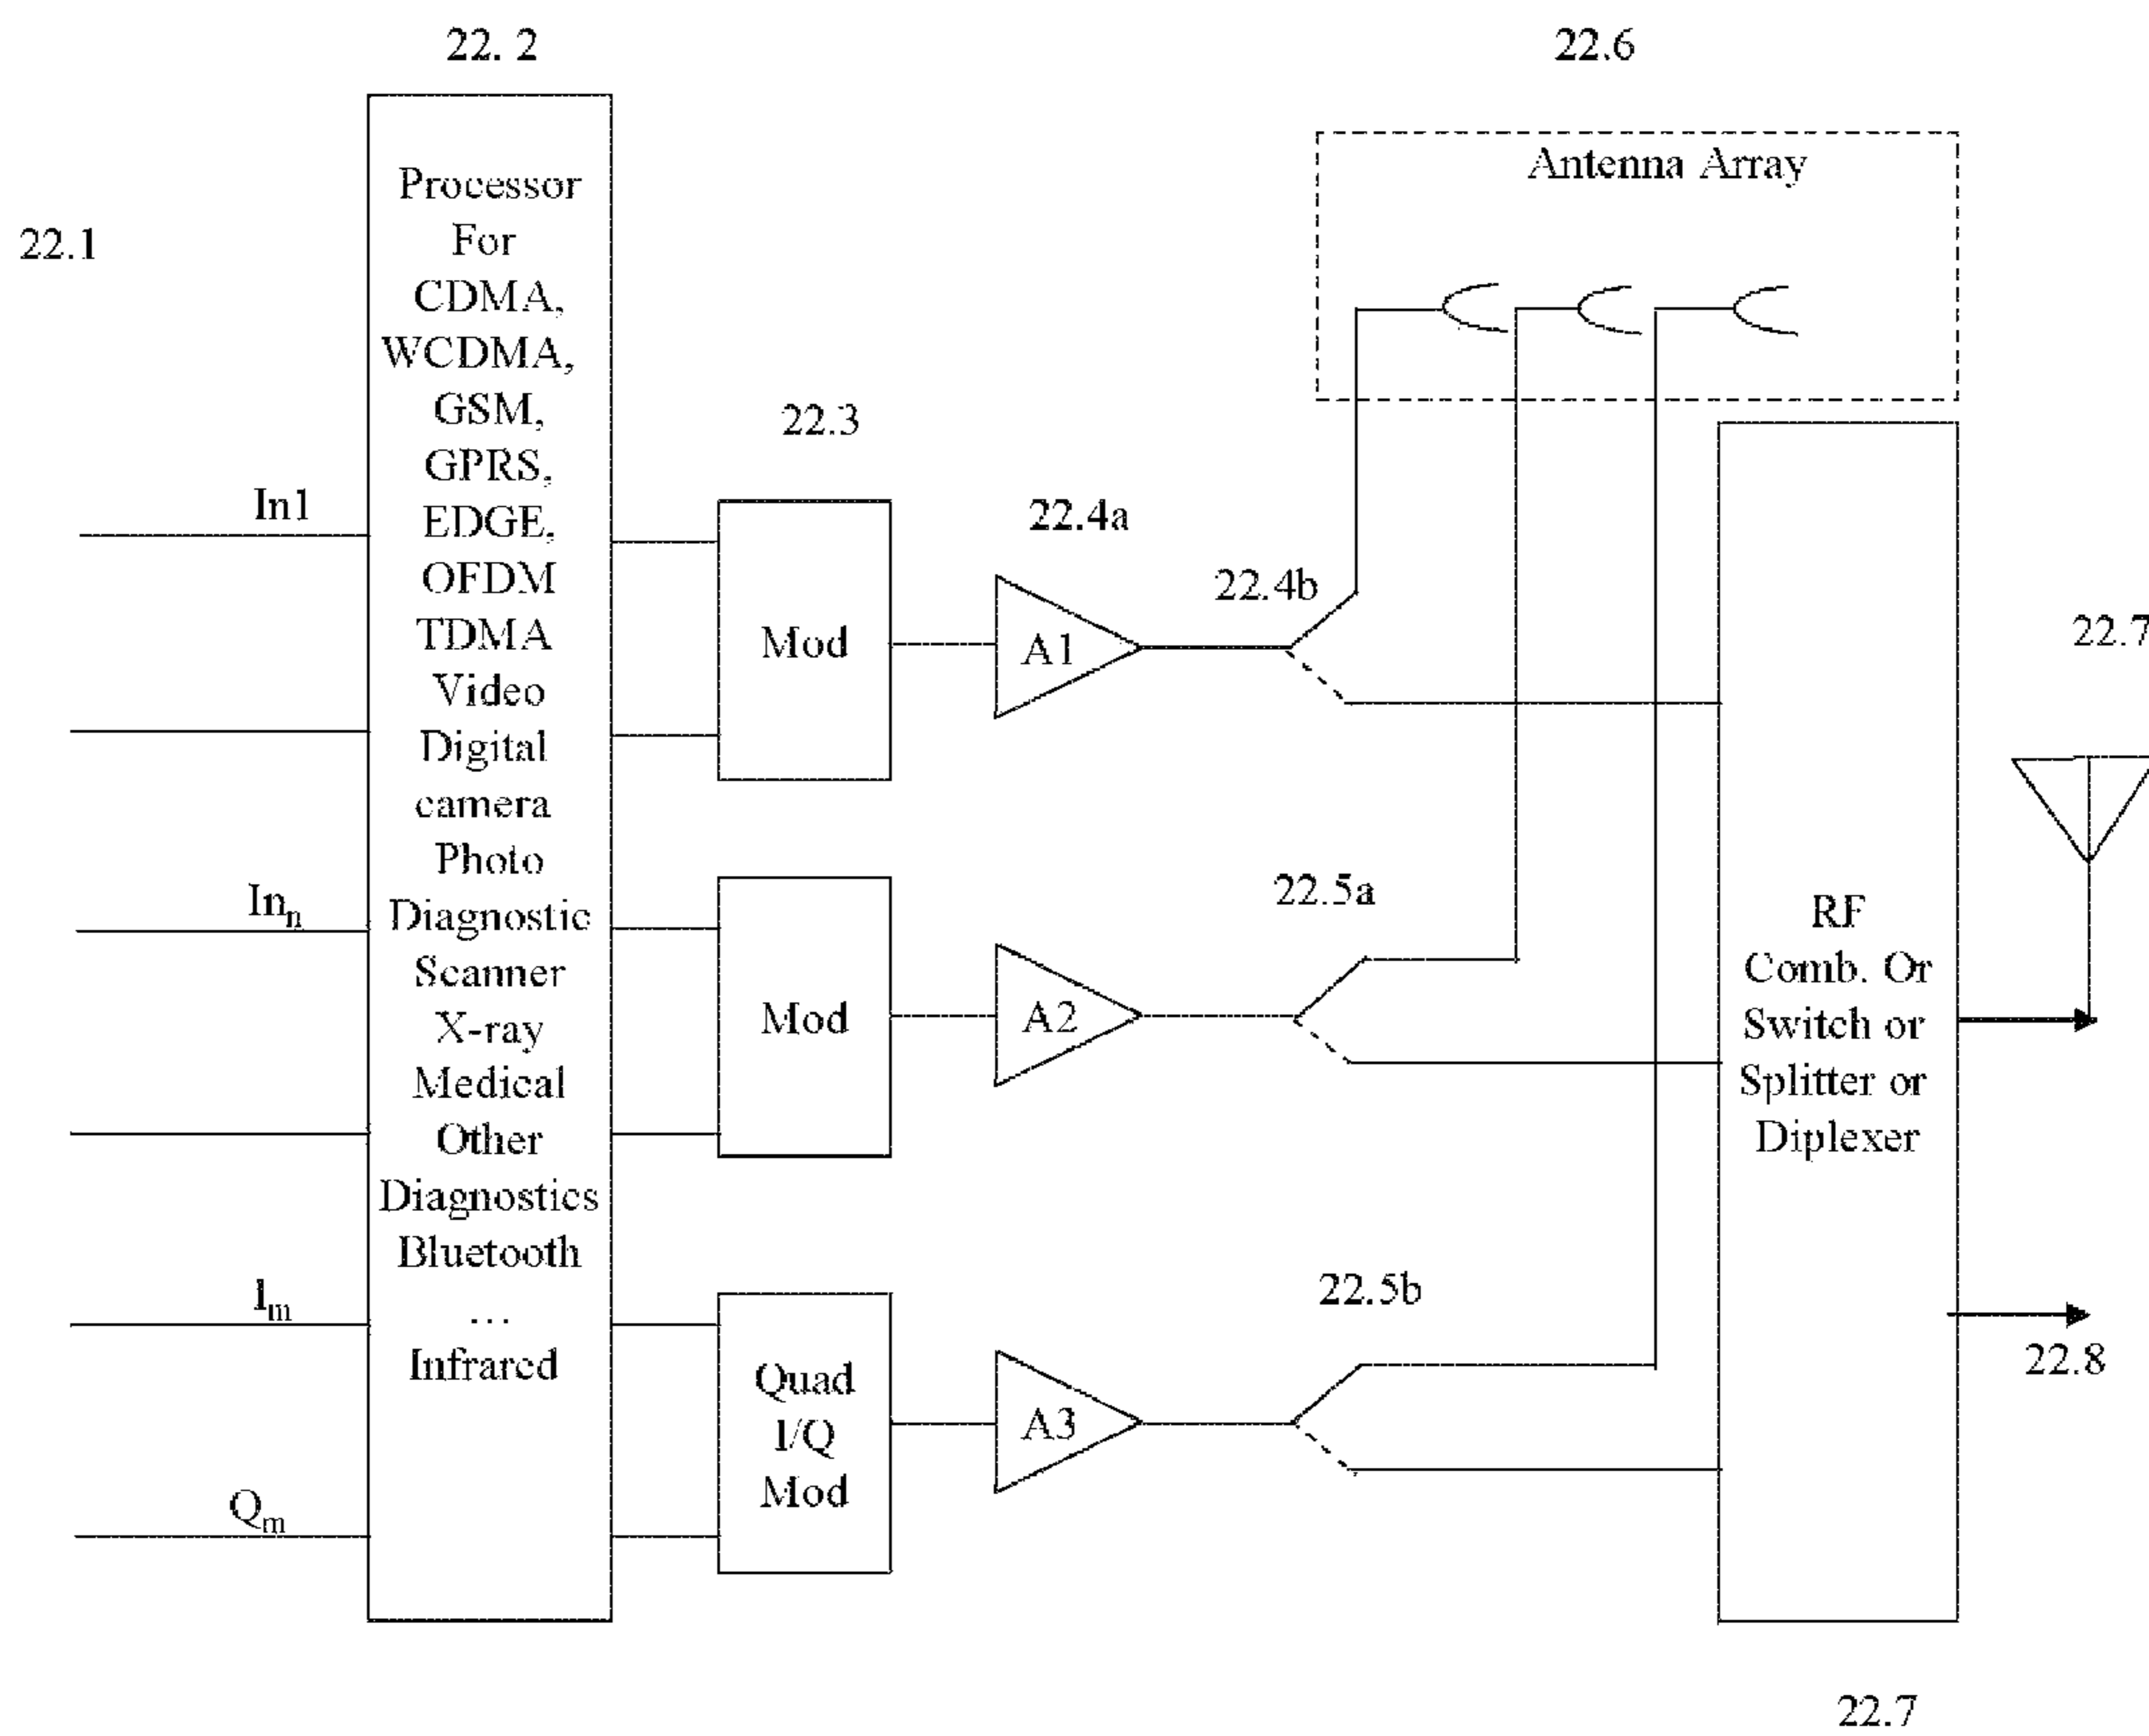 22. 2
22.6
Antenna Array
22.1
Processor
For
CDMA,
WCDMA,
GSM,
GPRS,
EDGE,
OFDM
TDMA
Video
Digital
camera
Photo
Diagnostic
Scanner
X-ray
Medical
Other
Diagnostics
Bluetooth
...
Infrared
In1
Inn
Im
Qm
22.3
Mod
Mod
Quad
I/Q
Mod
22.4a
A1
22.4b
A2
22.5a
A3
22.5b
RF
Comb. Or
Switch or
Splitter or
Diplexer
22.7
22.8
22.7